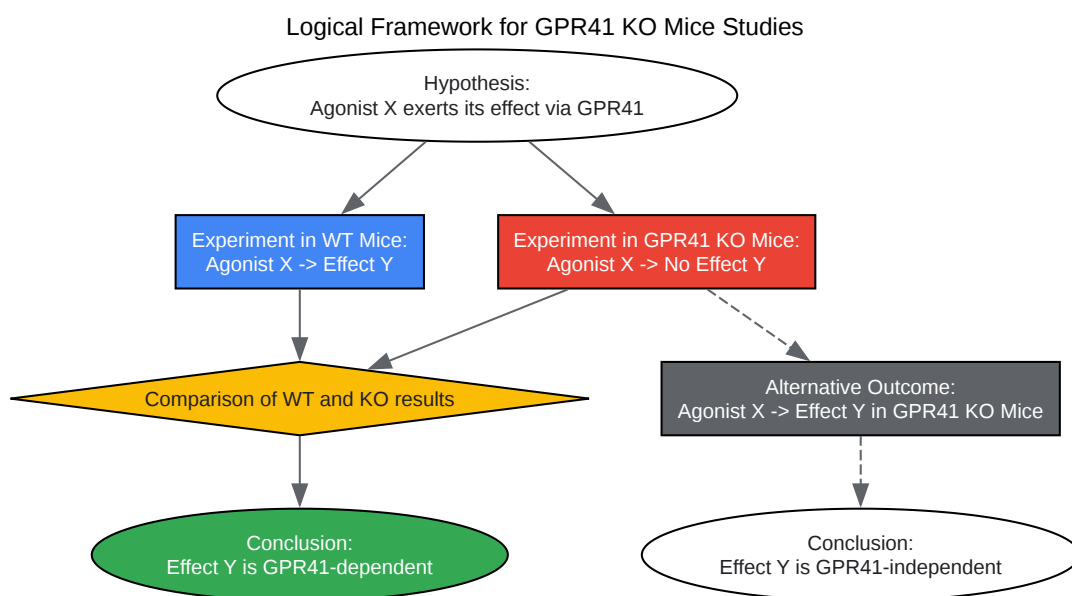 Logical Framework for GPR41 KO Mice Studies
Hypothesis:
Agonist X exerts its effect via GPR41
Experiment in WT Mice:
Agonist X -> Effect Y
Experiment in GPR41 KO Mice:
Agonist X -> No Effect Y
Comparison of WT and KO results
Alternative Outcome:
Agonist X -> Effect Y in GPR41 KO Mice
Conclusion:
Effect Y is GPR41-dependent
Conclusion:
Effect Y is GPR41-independent